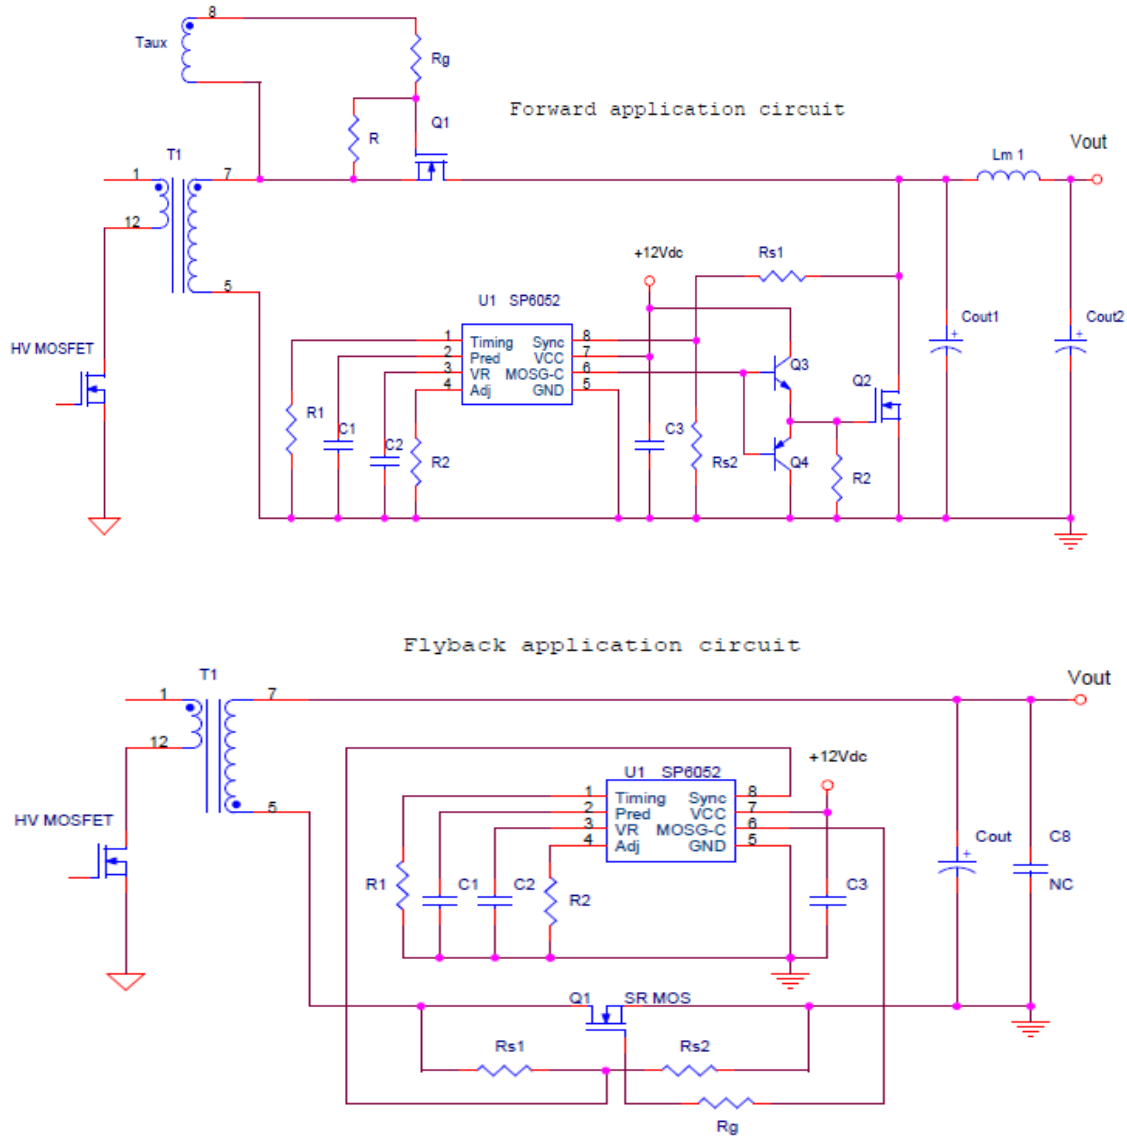 8
Taux
Rg
Forward application circuit
R
Q1
T1
Vout
Lm 1
1
7
12
+12Vdc
Rs1
5
U1 SP6052
Cout1
Cout2
HV MOSFET
1 Timing Sync 8
2 Pred VCC 7
3 VR MOSG-C 6
4 Adj GND 5
Q3
Q2
R1
C1
C2
R2
C3
Rs2
Q4
R2
+
+
Flyback application circuit
T1
Vout
1
7
12
+12Vdc
U1 SP6052
5
HV MOSFET
1 Timing Sync 8
2 Pred VCC 7
3 VR MOSG-C 6
4 Adj GND 5
Cout
C8
+
R1
C1
C2
R2
C3
NC
Q1
SR MOS
Rs1
Rs2
Rg